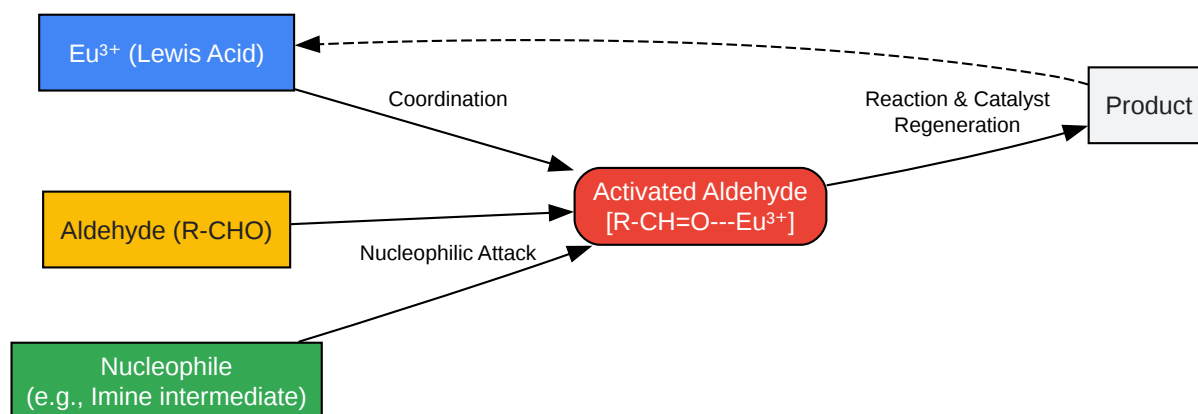 Eu³⁺ (Lewis Acid)
Coordination
Reaction & Catalyst
Regeneration
Product
Activated Aldehyde
[R-CH=O---Eu³⁺]
Aldehyde (R-CHO)
Nucleophilic Attack
Nucleophile
(e.g., Imine intermediate)